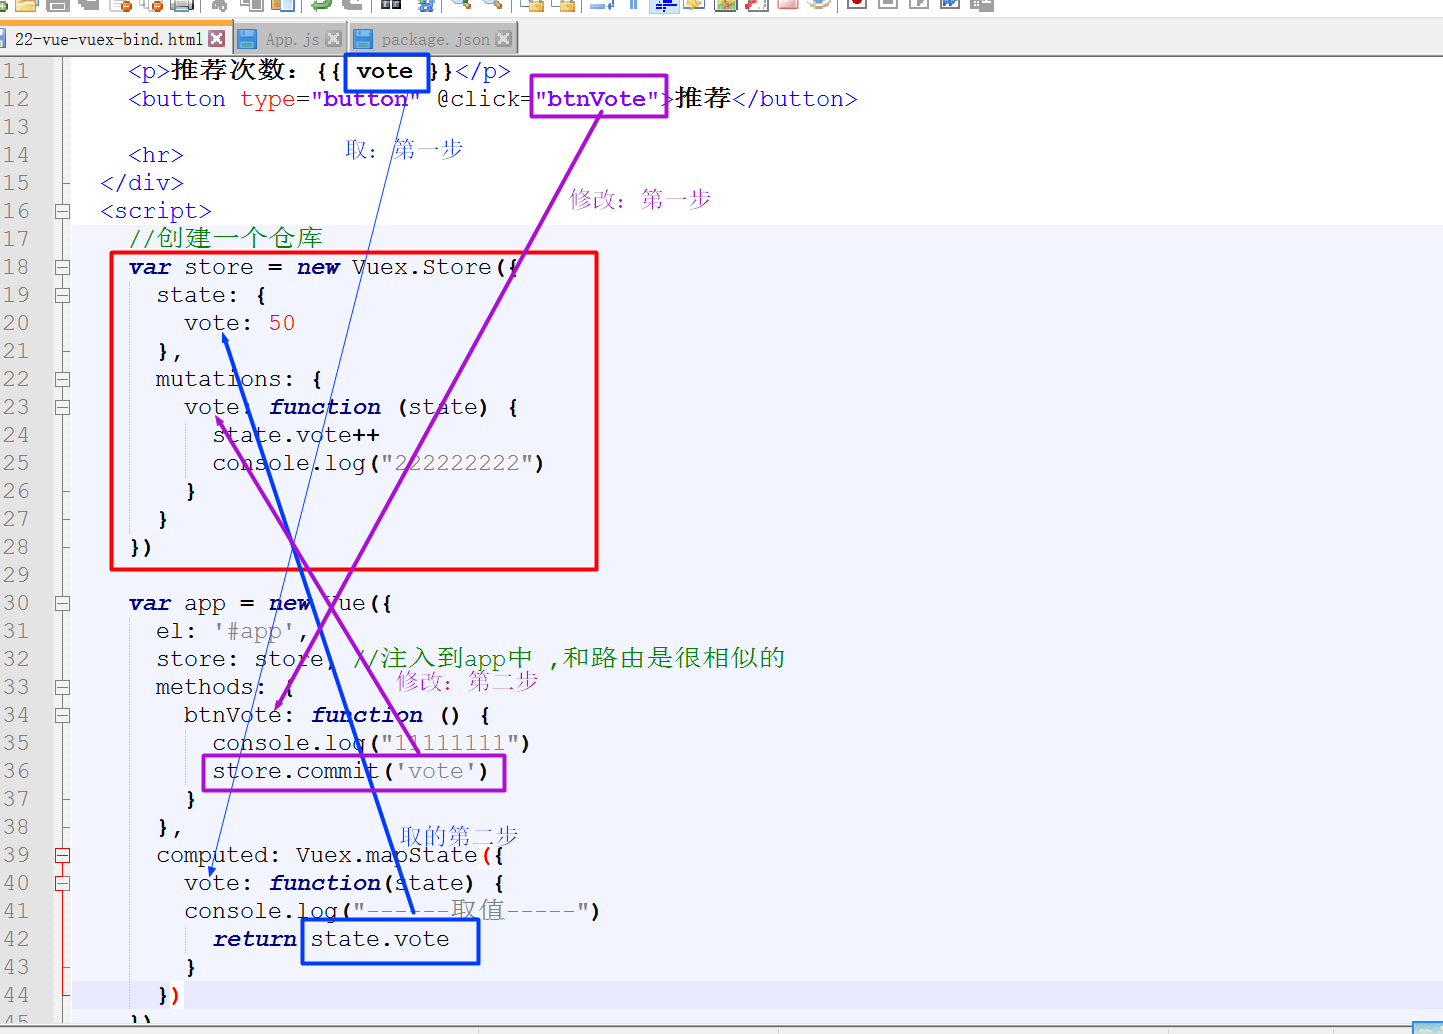 22-vue-vuex-bind.html App.js package.json
11 <p>推荐次数: {{ vote }}</p>
12 <button type="button" @click="btnVote">推荐</button>
13
取: 第一步
14 <hr>
15 </div>
修改: 第一步
16 <script>
17 //创建一个仓库
18 var store = new Vuex.Store({
19 state: {
20 vote: 50
21 },
22 mutations: {
23 vote: function (state) {
24 state.vote++
25 console.log("222222222")
26 }
27 }
28 })
29
30 var app = new Vue({
31 el: '#app',
32 store: store, //注入到app中 ,和路由是很相似的
33 methods: {
修改: 第二步
34 btnVote: function () {
35 console.log("11111111")
36 store.commit('vote')
37 }
38 },
取的第二步
39 computed: Vuex.mapState({
40 vote: function(state) {
41 console.log("------取值-----")
42 return state.vote
43 }
44 })
45 })